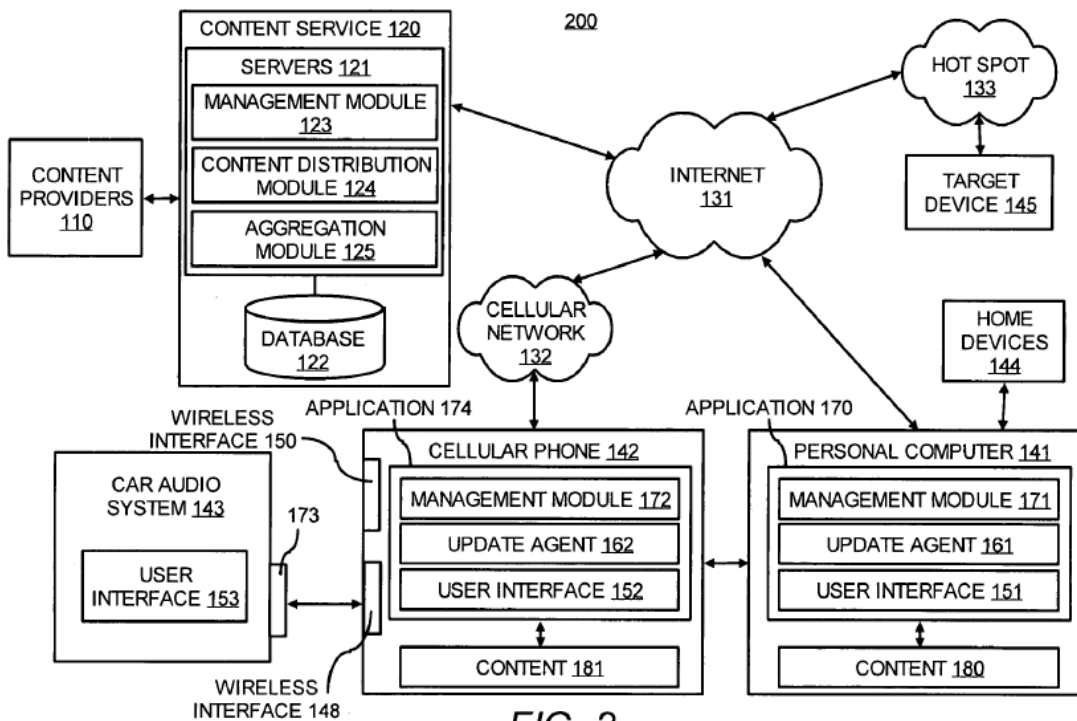 200
CONTENT SERVICE 120
SERVERS 121
MANAGEMENT MODULE
123
CONTENT DISTRIBUTION
MODULE 124
AGGREGATION
MODULE 125
DATABASE
122
CONTENT
PROVIDERS
110
INTERNET
131
HOT SPOT
133
TARGET
DEVICE 145
CELLULAR
NETWORK
132
HOME
DEVICES
144
WIRELESS
INTERFACE 150
APPLICATION 174
APPLICATION 170
CAR AUDIO
SYSTEM 143
173
USER
INTERFACE 153
CELLULAR PHONE 142
MANAGEMENT MODULE 172
UPDATE AGENT 162
USER INTERFACE 152
CONTENT 181
PERSONAL COMPUTER 141
MANAGEMENT MODULE 171
UPDATE AGENT 161
USER INTERFACE 151
CONTENT 180
WIRELESS
INTERFACE 148